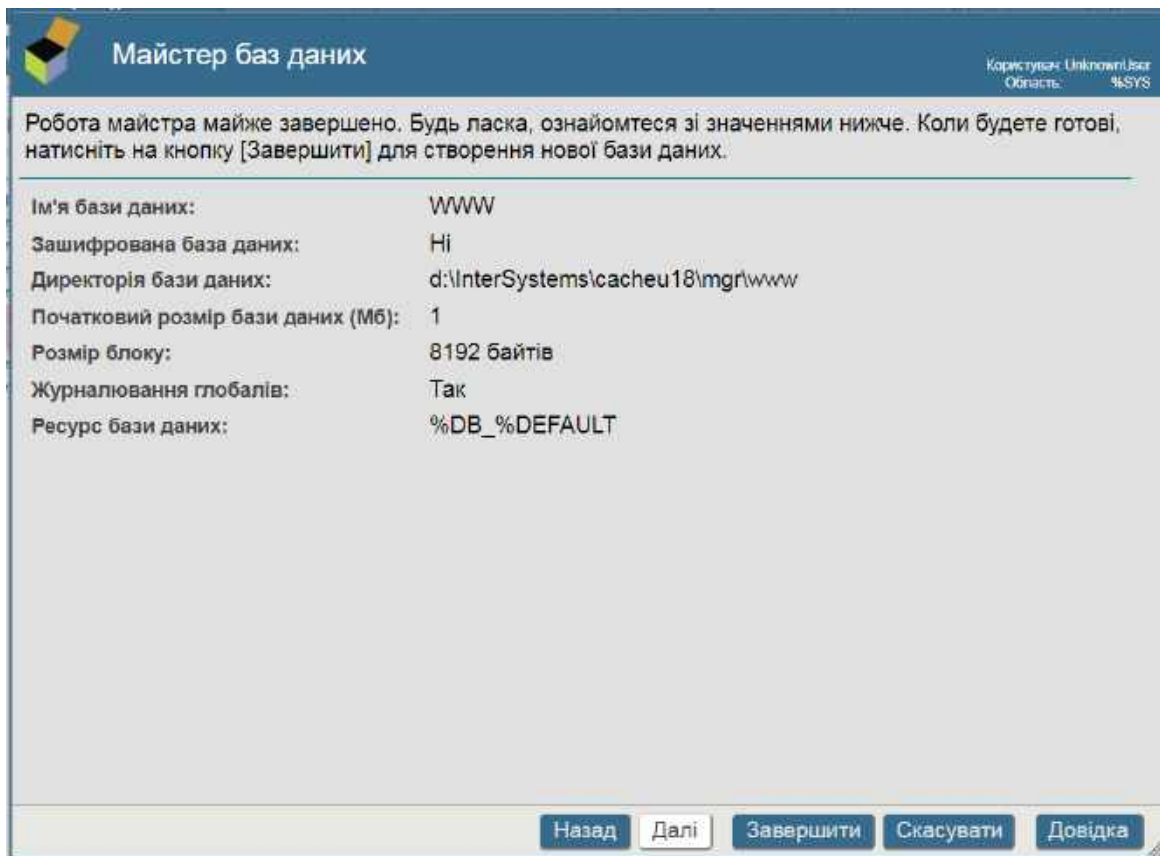 Майстер баз даних
Користувач: UnknownUser
Область: %SYS
Робота майстра майже завершено. Будь ласка, ознайомтеся зі значеннями нижче. Коли будете готові,
натисніть на кнопку [Завершити] для створення нової бази даних.
Ім'я бази даних: WWW
Зашифрована база даних: Ні
Директорія бази даних: d:\InterSystems\cacheu18\mgr\www
Початковий розмір бази даних (Мб): 1
Розмір блоку: 8192 байтів
Журналювання глобалів: Так
Ресурс бази даних: %DB_%DEFAULT
Назад Далі Завершити Скасувати Довідка